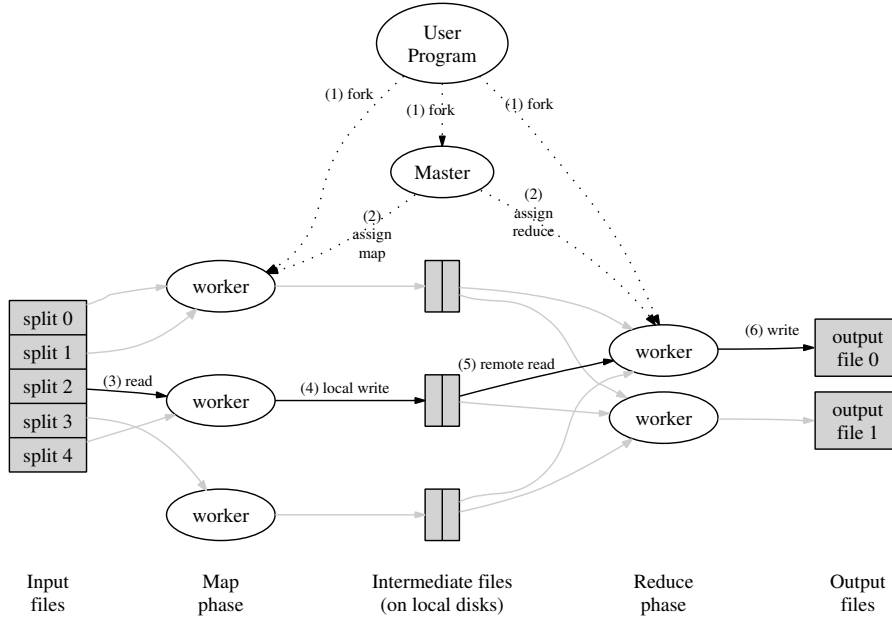 User
Program
(1) fork
(1) fork
(1) fork
Master
(2)
assign
map
(2)
assign
reduce
worker
split 0
split 1
split 2
split 3
split 4
(3) read
worker
(4) local write
(5) remote read
worker
(6) write
output
file 0
worker
output
file 1
worker
Input
files
Map
phase
Intermediate files
(on local disks)
Reduce
phase
Output
files